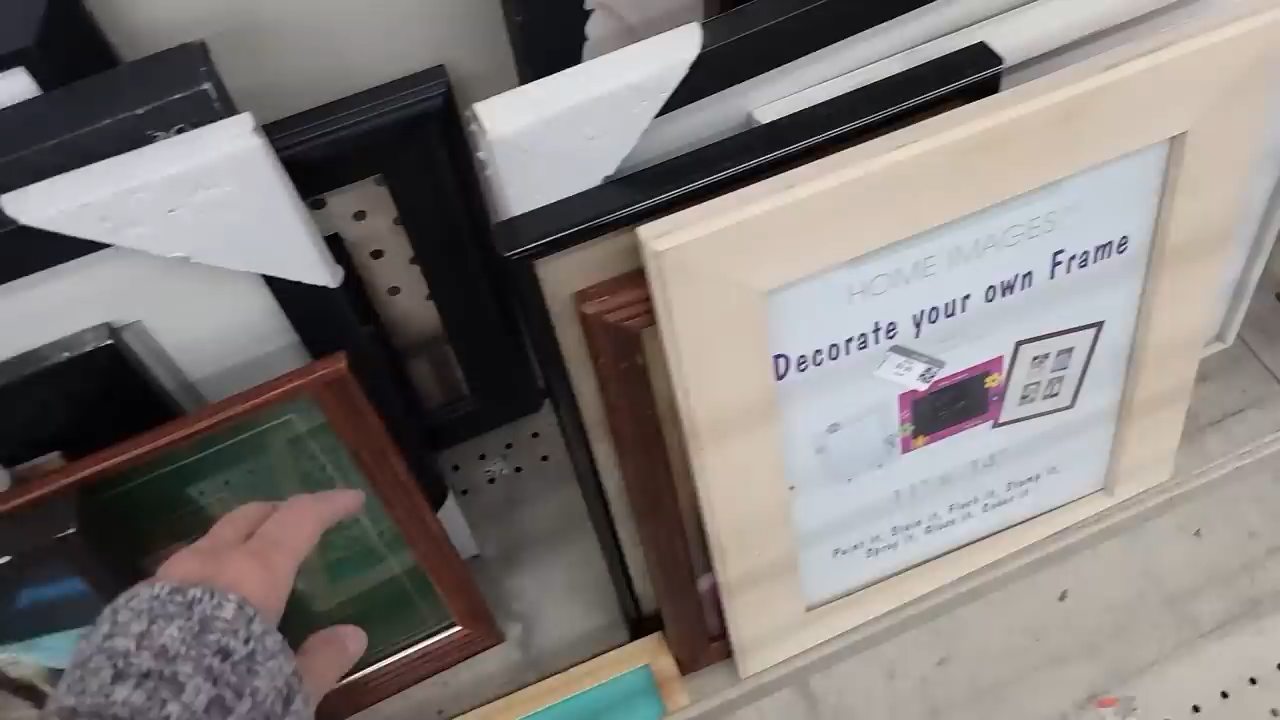 HOME IMAGES
Decorate your own Frame
Paint it, Stain it, Flock it, Stamp it,
Spray it, Glaze it, Cover it